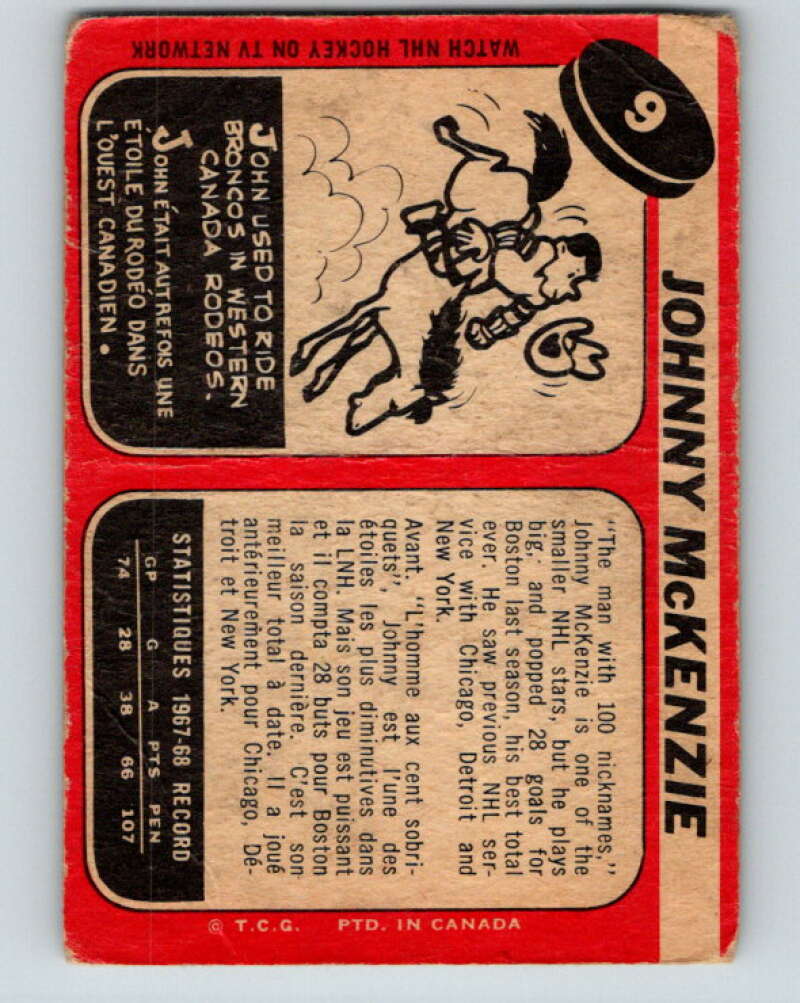 9
JOHNNY McKENZIE
WATCH NHL HOCKEY ON TV NETWORK
JOHN USED TO RIDE
BRONCOS IN WESTERN
CANADA RODEOS.
JOHN ÉTAIT AUTREFOIS UNE
ÉTOILE DU RODÉO DANS
L'OUEST CANADIEN.
"The man with 100 nicknames,"
Johnny McKenzie is one of the
smaller NHL stars, but he plays
big, and popped 28 goals for
Boston last season, his best total
ever. He saw previous NHL ser-
vice with Chicago, Detroit and
New York.
Avant. "L'homme aux cent sobri-
quets", Johnny est l'une des
étoiles les plus diminutives dans
la LNH. Mais son jeu est puissant
et il compta 28 buts pour Boston
la saison dernière. C'est son
meilleur total à date. Il a joué
antérieurement pour Chicago, Dé-
troit et New York.
STATISTIQUES 1967-68 RECORD
GP G A PTS PEN
74 28 38 66 107
© T.C.G. PTD. IN CANADA